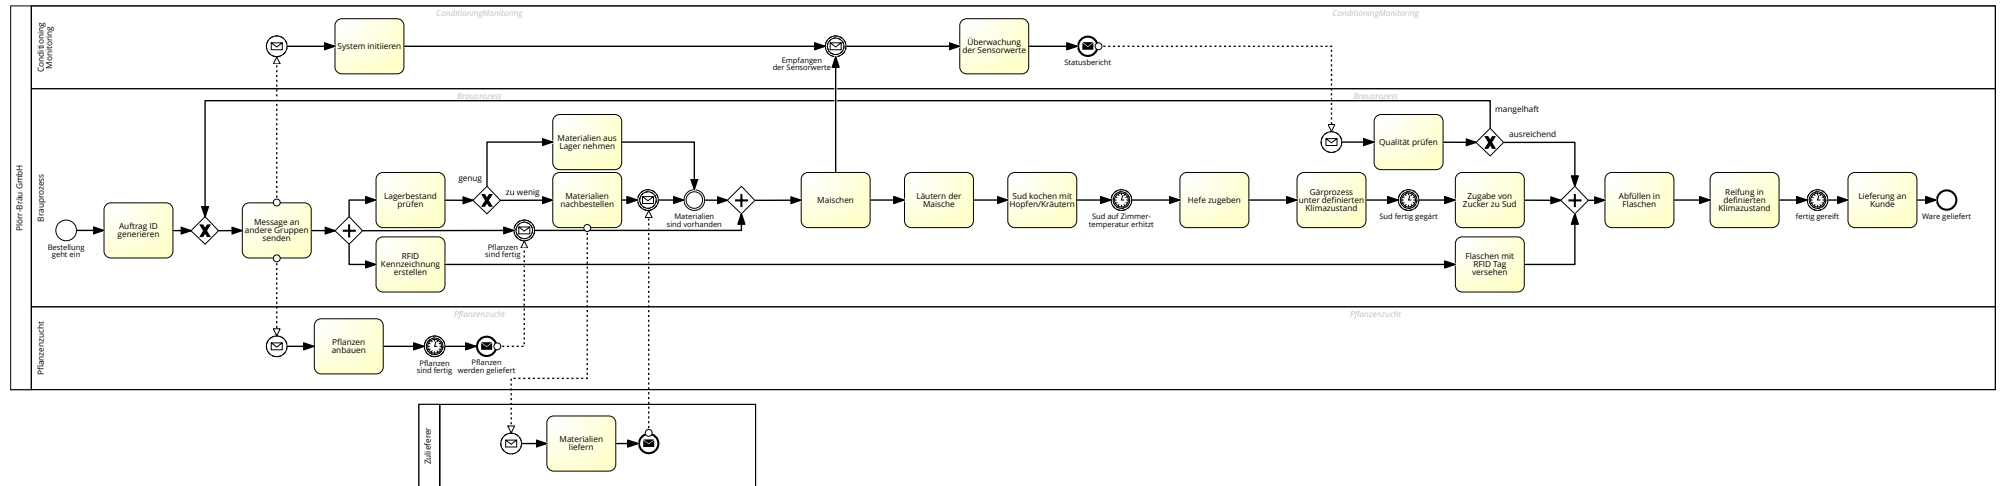 ConditioningMonitoring
ConditioningMonitoring
Conditioning
Monitoring
System initiieren
Empfangen
der Sensorwerte
Überwachung
der Sensorwerte
Statusbericht
Plörr-Bräu GmbH
Brauprozess
Brauprozess
Brauprozess
mangelhaft
ausreichend
Qualität prüfen
Materialien aus
Lager nehmen
genug
zu wenig
Bestellung
geht ein
Auftrag ID
generieren
Message an
andere Gruppen
senden
Lagerbestand
prüfen
Materialien
nachbestellen
Materialien
sind vorhanden
Pflanzen
sind fertig
RFID
Kennzeichnung
erstellen
Maischen
Läutern der
Maische
Sud kochen mit
Hopfen/Kräutern
Sud auf Zimmer-
temperatur erhitzt
Hefe zugeben
Gärprozess
unter definierten
Klimazustand
Sud fertig gegärt
Zugabe von
Zucker zu Sud
Flaschen mit
RFID Tag
versehen
Abfüllen in
Flaschen
Reifung in
definierten
Klimazustand
fertig gereift
Lieferung an
Kunde
Ware geliefert
Pflanzenzucht
Pflanzenzucht
Pflanzenzucht
Pflanzen
anbauen
Pflanzen
sind fertig
Pflanzen
werden geliefert
Zulieferer
Materialien
liefern